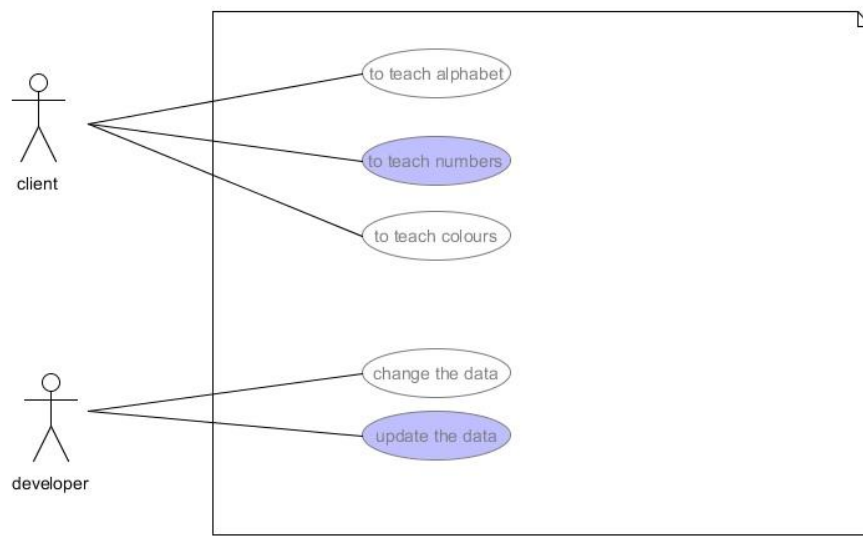 to teach alphabet
to teach numbers
client
to teach colours
change the data
update the data
developer